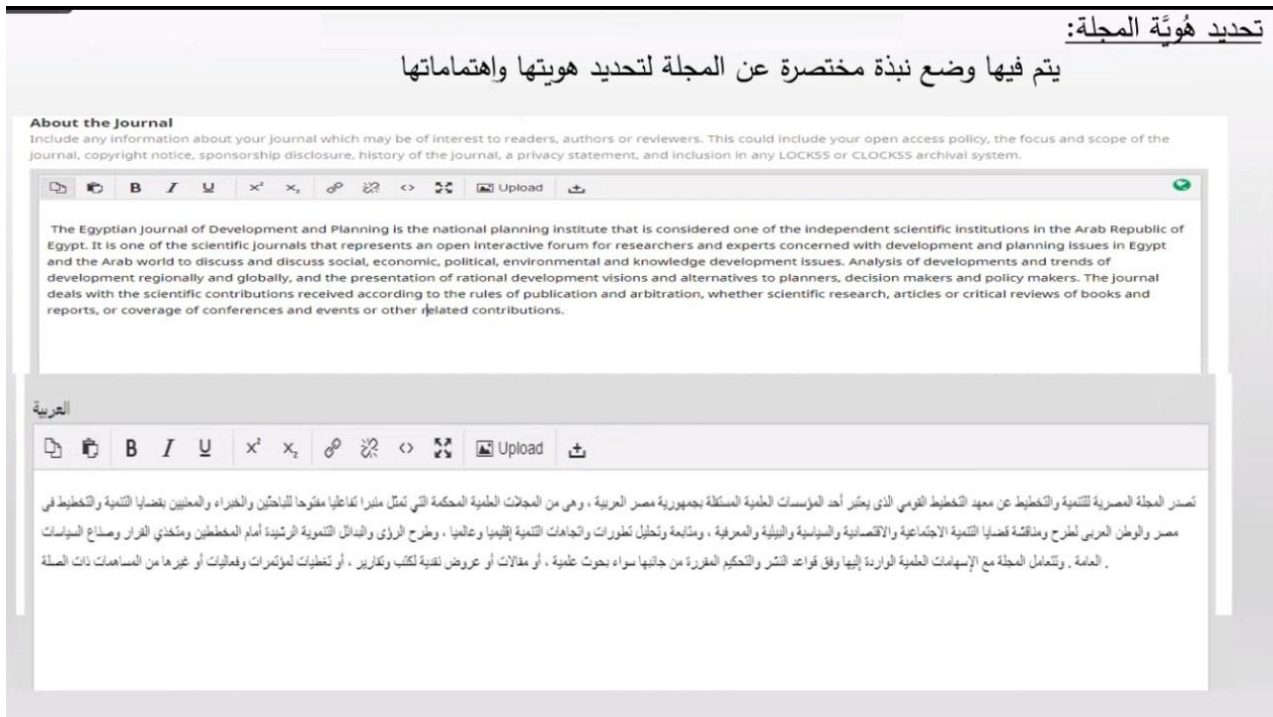 تحديد هُويَّة المجلة:
يتم فيها وضع نبذة مختصرة عن المجلة لتحديد هويتها واهتماماتها
About the Journal
Include any information about your journal which may be of interest to readers, authors or reviewers. This could include your open access policy, the focus and scope of the
journal, copyright notice, sponsorship disclosure, history of the journal, a privacy statement, and inclusion in any LOCKSS or CLOCKSS archival system.
B I U x² x₂ Upload
The Egyptian Journal of Development and Planning is the national planning institute that is considered one of the independent scientific institutions in the Arab Republic of
Egypt. It is one of the scientific journals that represents an open interactive forum for researchers and experts concerned with development and planning issues in Egypt
and the Arab world to discuss and discuss social, economic, political, environmental and knowledge development issues. Analysis of developments and trends of
development regionally and globally, and the presentation of rational development visions and alternatives to planners, decision makers and policy makers. The journal
deals with the scientific contributions received according to the rules of publication and arbitration, whether scientific research, articles or critical reviews of books and
reports, or coverage of conferences and events or other related contributions.
العربية
B I U x² x₂ Upload
تصدر المجلة المصرية للتنمية والتخطيط عن معهد التخطيط القومي الذى يعتبر أحد المؤسسات العلمية المستقلة بجمهورية مصر العربية ، وهى من المجلات العلمية المحكمة التي تمثل منبرا تفاعليا مفتوحا للباحثين والخبراء والمعنيين بقضايا التنمية والتخطيط فى
مصر والوطن العربى لطرح ومناقشة قضايا التنمية الاجتماعية والاقتصادية والسياسية والبيئية والمعرفية ، ومتابعة وتحليل تطورات واتجاهات التنمية إقليميا وعالميا ، وطرح الرؤى والبدائل التنموية الرشيدة أمام المخططين ومتخذي القرار وصناع السياسات
العامة . وتتعامل المجلة مع الإسهامات العلمية الواردة إليها وفق قواعد النشر والتحكيم المقررة من جانبها سواء بحوث علمية ، أو مقالات أو عروض نقدية لكتب وتقارير ، أو تغطيات لمؤتمرات وفعاليات أو غيرها من المساهمات ذات الصلة .